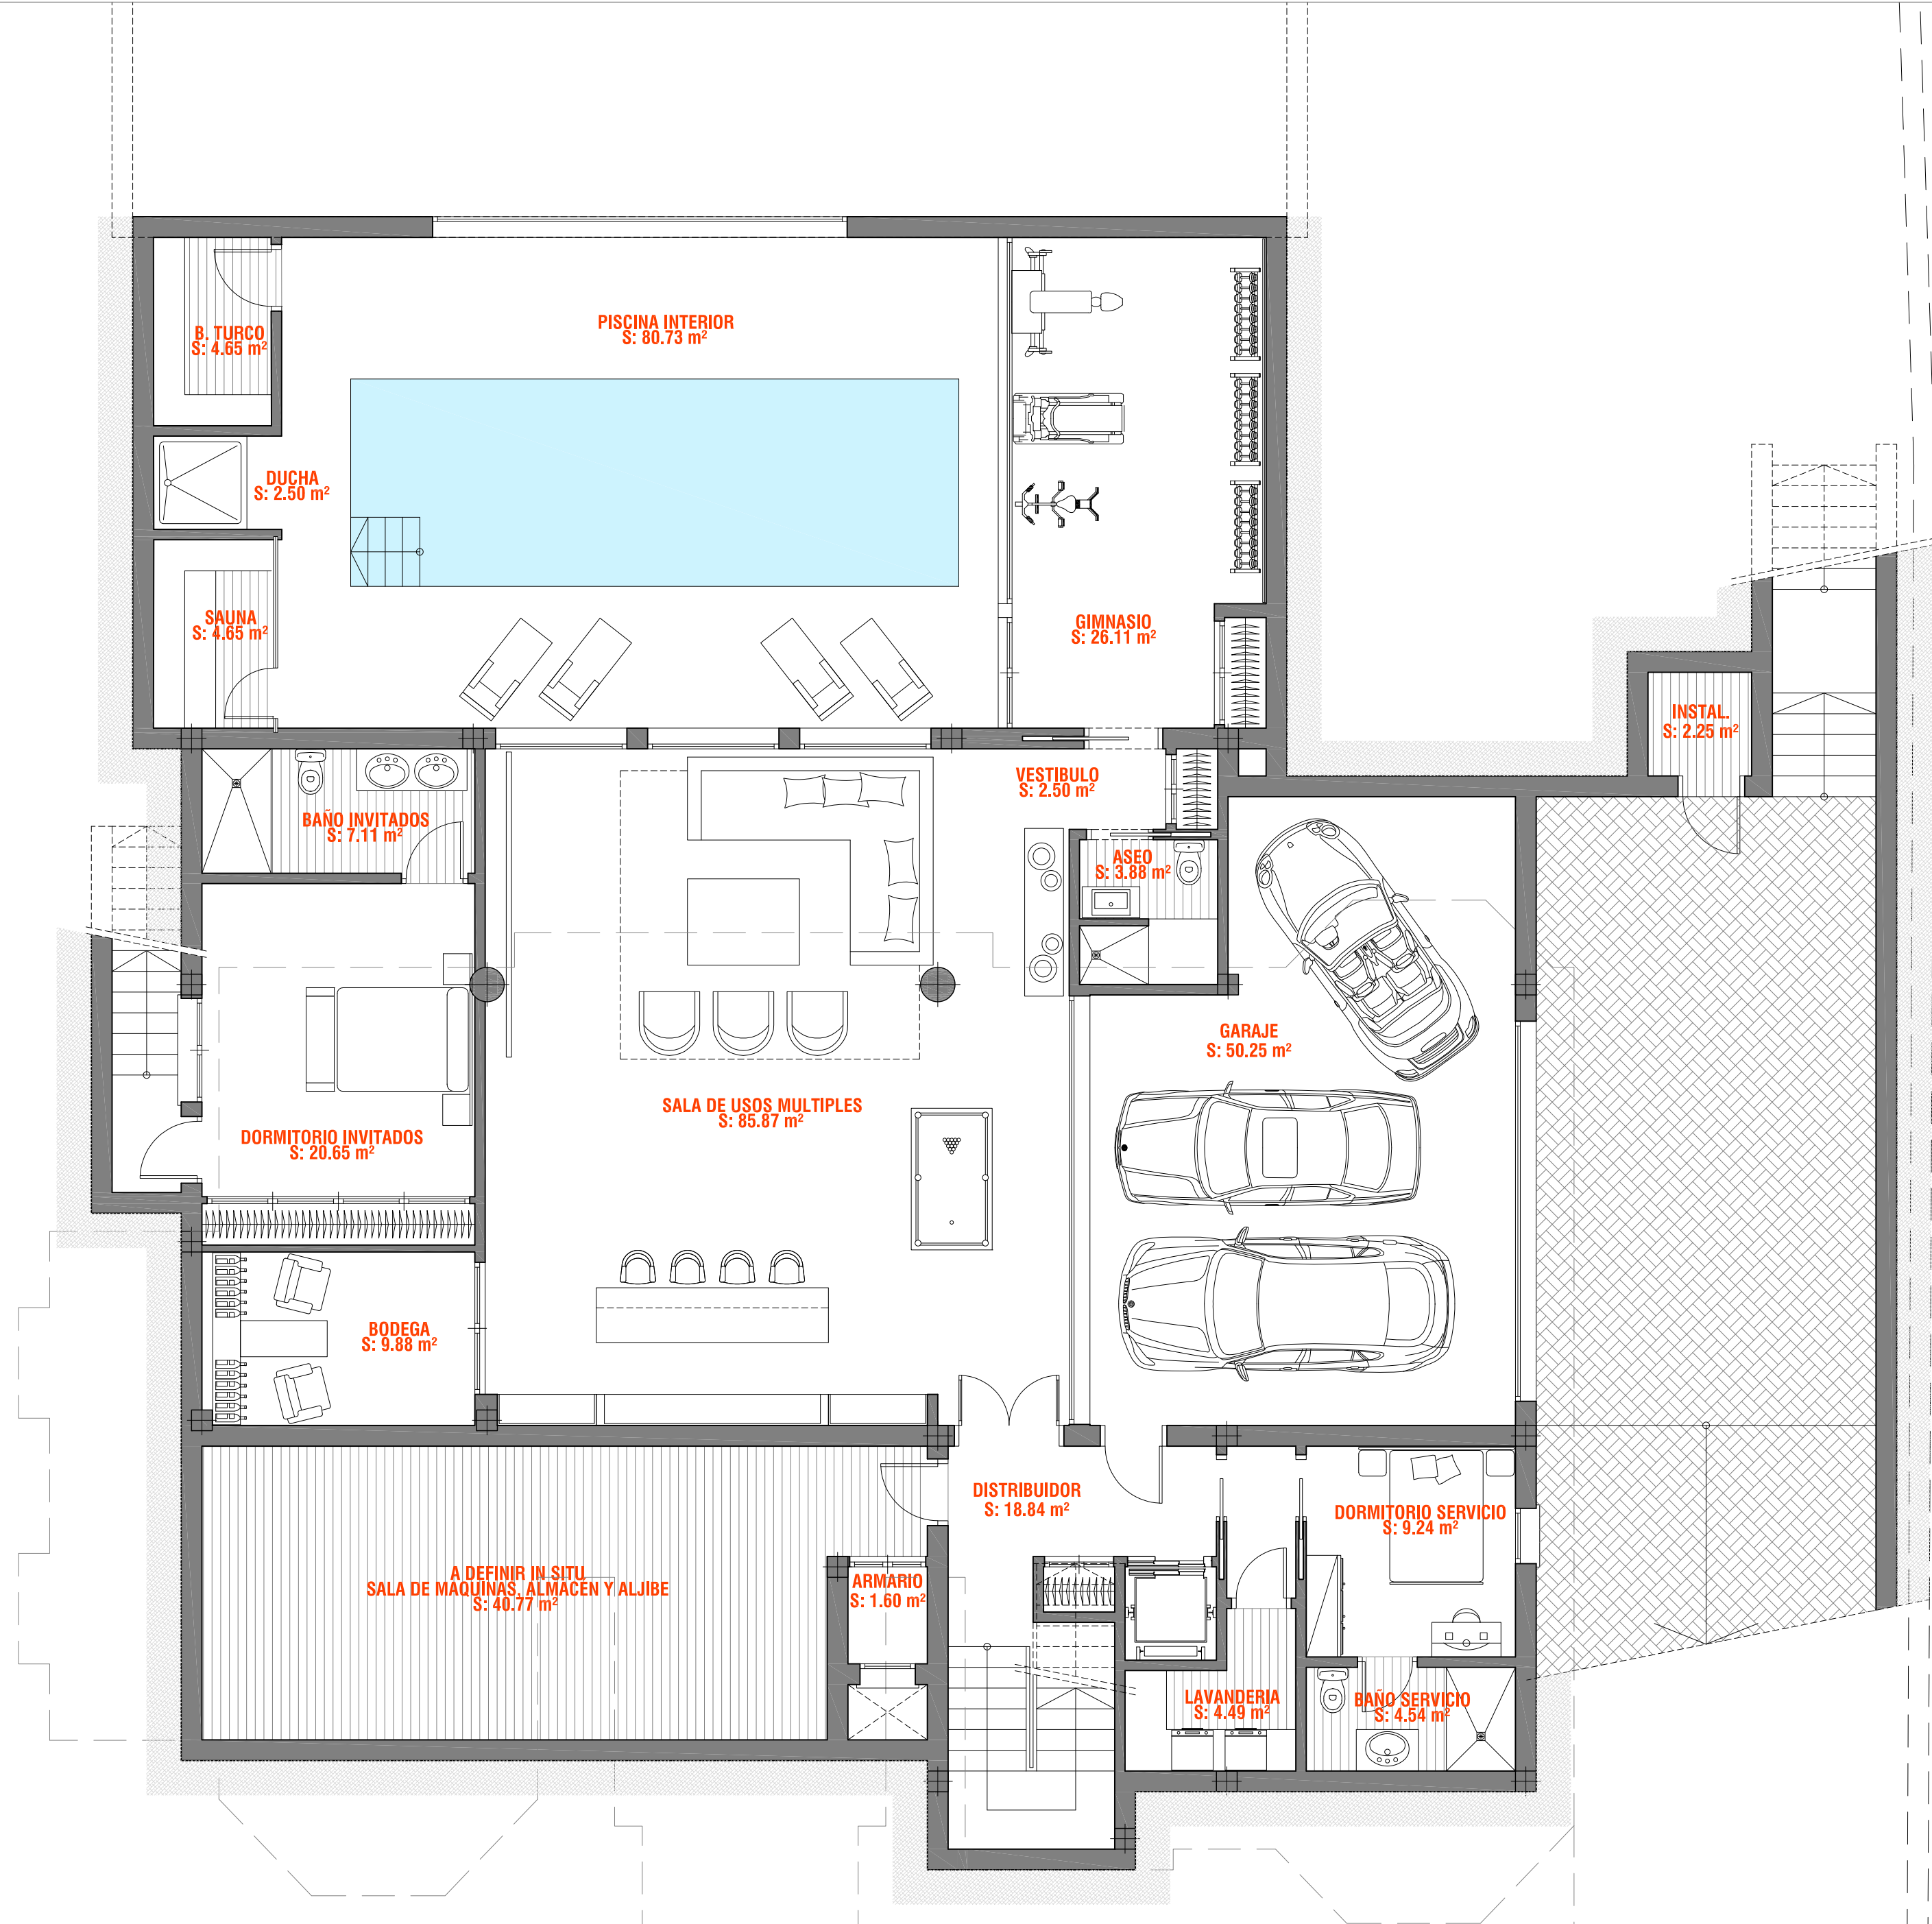 PISCINA INTERIOR
S: 80.73 m²
B. TURCO
S: 4.65 m²
DUCHA
S: 2.50 m²
SAUNA
S: 4.65 m²
GIMNASIO
S: 26.11 m²
INSTAL.
S: 2.25 m²
VESTIBULO
S: 2.50 m²
BAÑO INVITADOS
S: 7.11 m²
ASEO
S: 3.88 m²
GARAJE
S: 50.25 m²
SALA DE USOS MULTIPLES
S: 85.87 m²
DORMITORIO INVITADOS
S: 20.65 m²
BODEGA
S: 9.88 m²
DISTRIBUIDOR
S: 18.84 m²
DORMITORIO SERVICIO
S: 9.24 m²
A DEFINIR IN SITU
SALA DE MAQUINAS, ALMACÉN Y ALJIBE
S: 40.77 m²
ARMARIO
S: 1.60 m²
LAVANDERIA
S: 4.49 m²
BAÑO SERVICIO
S: 4.54 m²